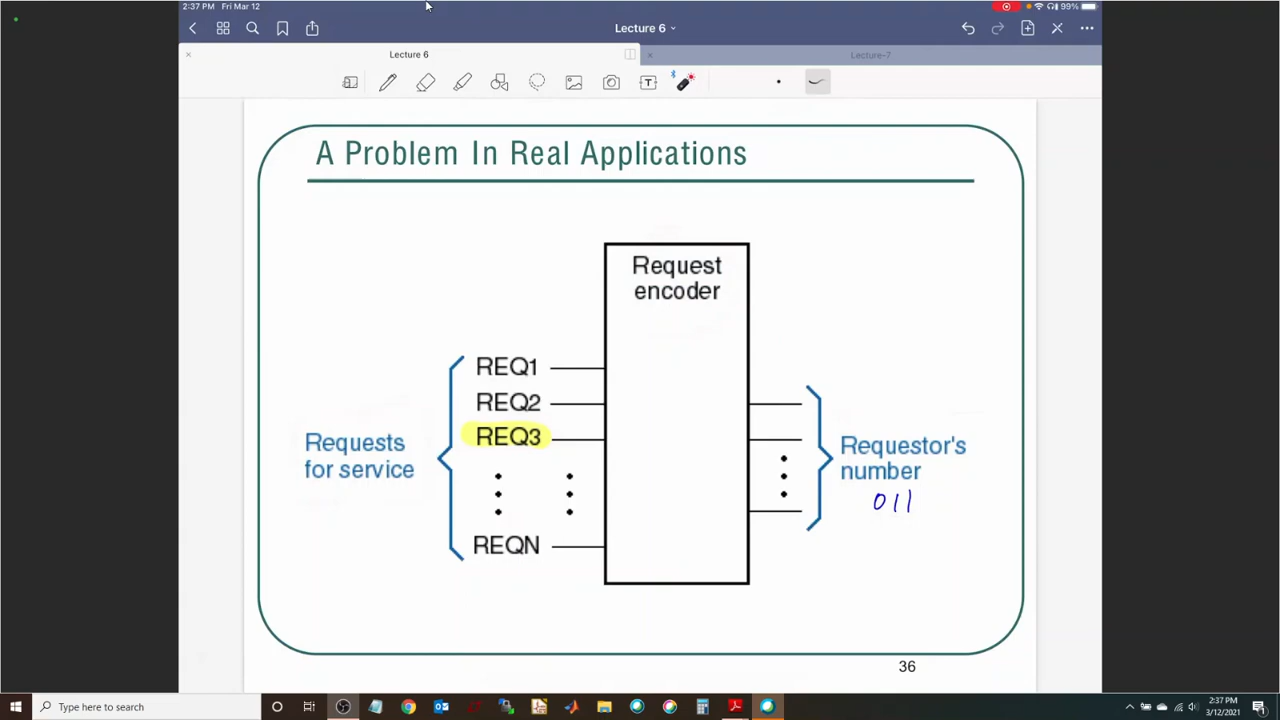 2:37 PM Fri Mar 12
99%
Lecture 6
Lecture 6
Lecture-7
T
A Problem In Real Applications
Request
encoder
REQ1
REQ2
REQ3
REQN
Requests
for service
Requestor's
number
011
36
Type here to search
2:37 PM
3/12/2021